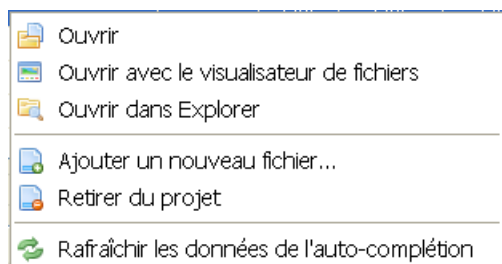 Ouvrir
Ouvrir avec le visualisateur de fichiers
Ouvrir dans Explorer
Ajouter un nouveau fichier...
Retirer du projet
Rafraîchir les données de l'auto-complétion